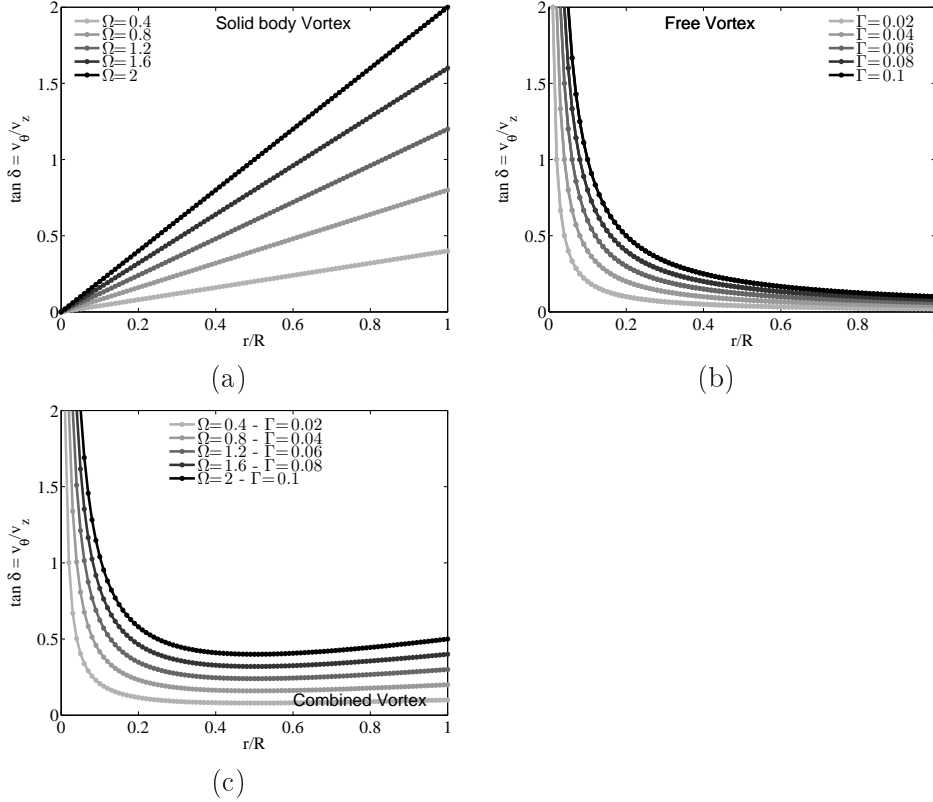 Solid body Vortex
Ω=0.4
Ω=0.8
Ω=1.2
Ω=1.6
Ω=2
2
1.5
1
0.5
0
tan δ = v_θ/v_z
0 0.2 0.4 0.6 0.8 1
r/R
(a)
Free Vortex
Γ=0.02
Γ=0.04
Γ=0.06
Γ=0.08
Γ=0.1
2
1.5
1
0.5
0
tan δ = v_θ/v_z
0 0.2 0.4 0.6 0.8
r/R
(b)
Ω=0.4 - Γ=0.02
Ω=0.8 - Γ=0.04
Ω=1.2 - Γ=0.06
Ω=1.6 - Γ=0.08
Ω=2 - Γ=0.1
2
1.5
1
0.5
0
tan δ = v_θ/v_z
Combined Vortex
0 0.2 0.4 0.6 0.8 1
r/R
(c)